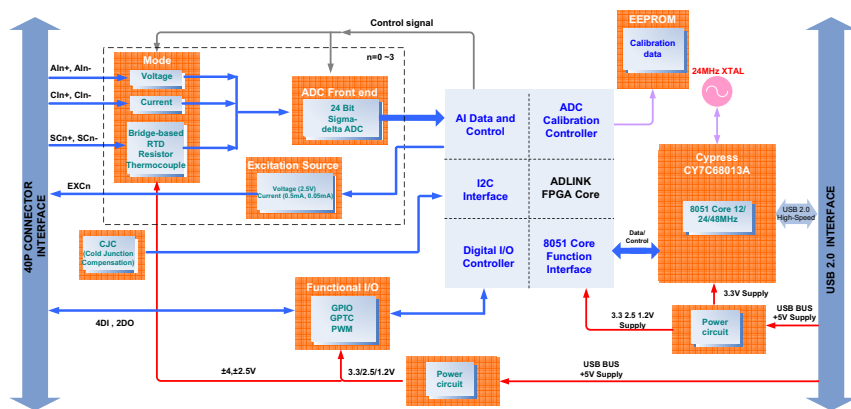 Control signal
EEPROM
Calibration
data
24MHz XTAL
n=0 ~3
Mode
AIn+, AIn-
Voltage
CIn+, CIn-
Current
SCn+, SCn-
Bridge-based
RTD
Resistor
Thermocouple
ADC Front end
24 Bit
Sigma-
delta ADC
Excitation Source
Voltage (2.5V)
Current (0.5mA, 0.05mA)
EXCn
40P CONNECTOR
INTERFACE
CJC
(Cold Junction
Compensation)
AI Data and
Control
ADC
Calibration
Controller
I2C
Interface
ADLINK
FPGA Core
Digital I/O
Controller
8051 Core
Function
Interface
Data/
Control
Cypress
CY7C68013A
8051 Core 12/
24/48MHz
USB 2.0
High-Speed
USB 2.0 INTERFACE
Functional I/O
GPIO
GPTC
PWM
4DI , 2DO
3.3V Supply
3.3 2.5 1.2V
Supply
Power
circuit
USB BUS
+5V Supply
±4,±2.5V
3.3/2.5/1.2V
Power
circuit
USB BUS
+5V Supply